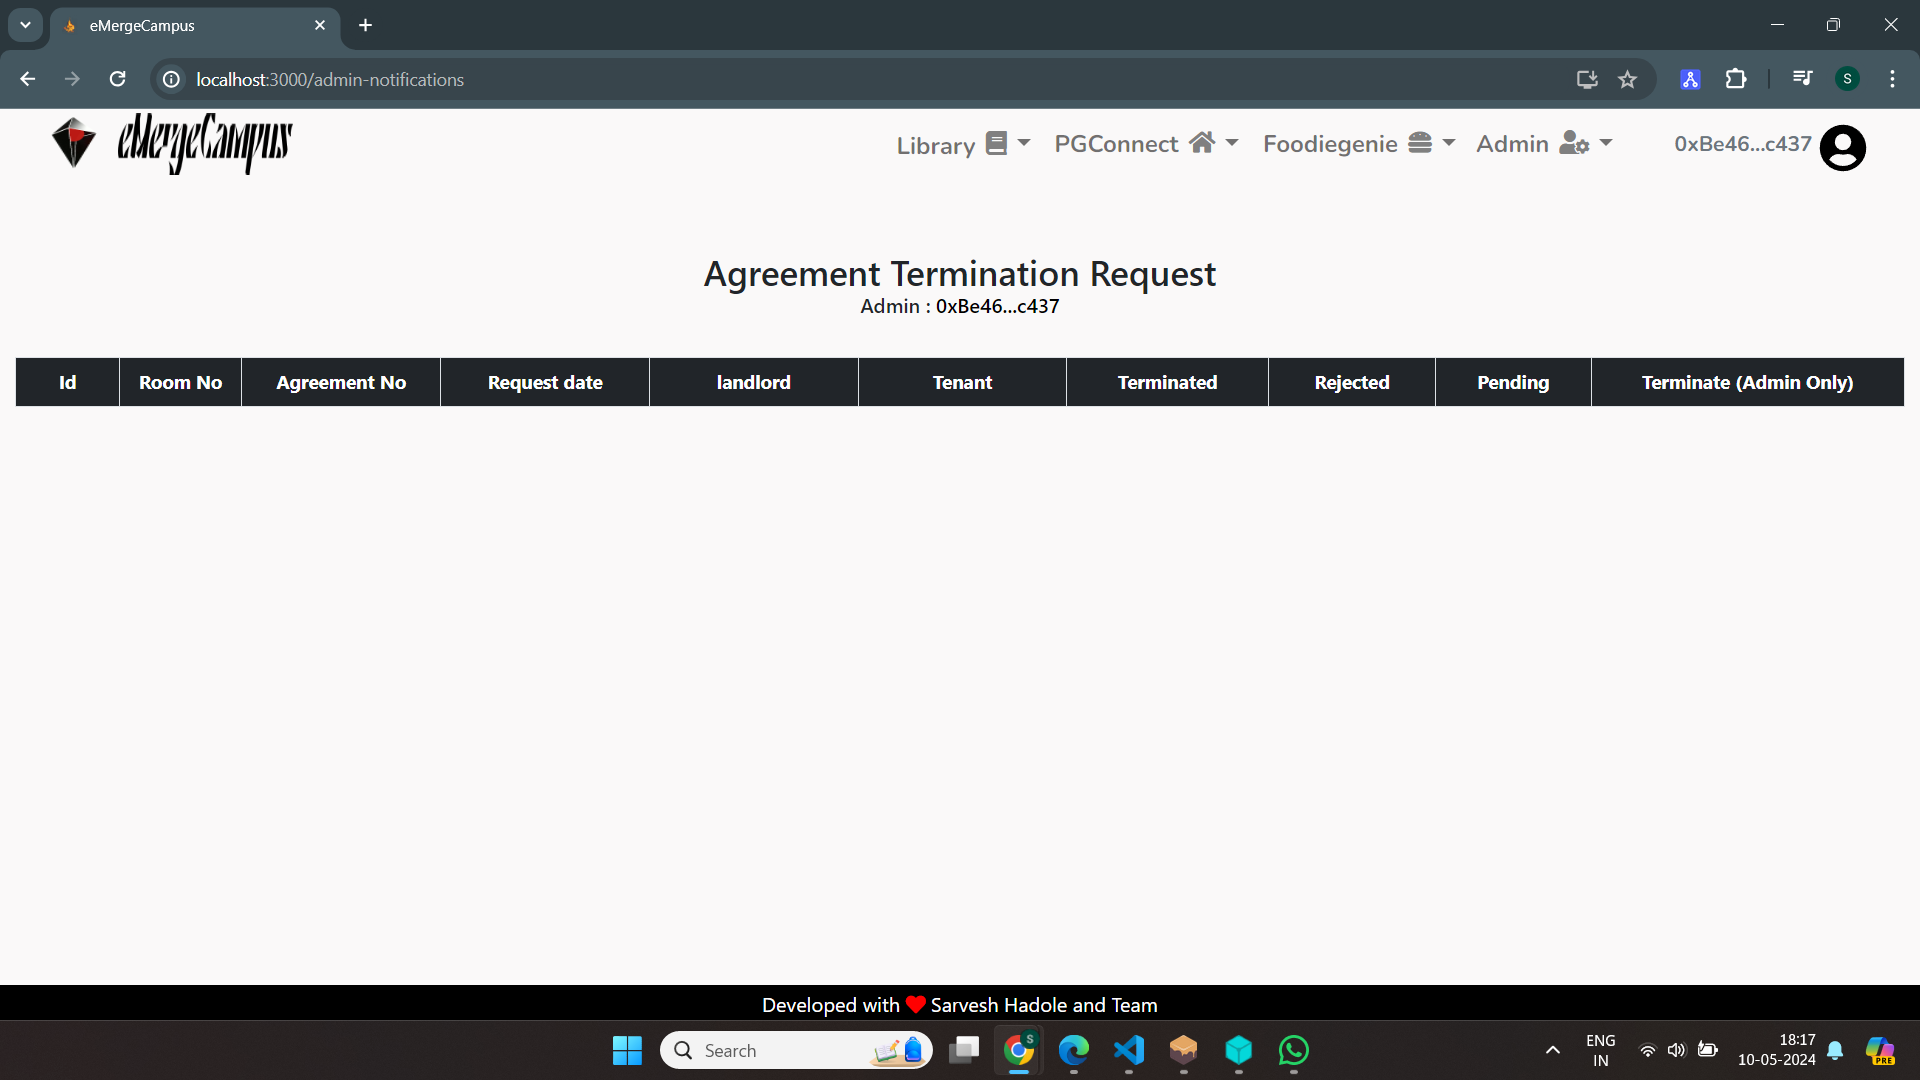 eMergeCampus
localhost:3000/admin-notifications
S
eMergeCampus
Library
PGConnect
Foodiegenie
Admin
0xBe46...c437
Agreement Termination Request
Admin : 0xBe46...c437
Id
Room No
Agreement No
Request date
landlord
Tenant
Terminated
Rejected
Pending
Terminate (Admin Only)
Developed with ❤ Sarvesh Hadole and Team
Search
S
ENG
IN
18:17
10-05-2024
PRE